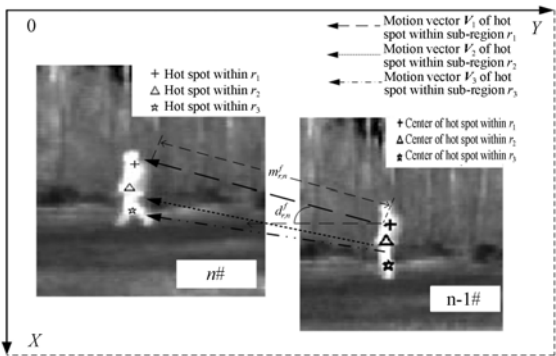 0
Y
Motion vector V₁ of hot
spot within sub-region r₁
Motion vector V₂ of hot
spot within sub-region r₂
Motion vector V₃ of hot
spot within sub-region r₃
+ Hot spot within r₁
△ Hot spot within r₂
☆ Hot spot within r₃
+ Center of hot spot within r₁
△ Center of hot spot within r₂
★ Center of hot spot within r₃
m^f_{r,n}
d^f_{r,n}
n#
n-1#
X